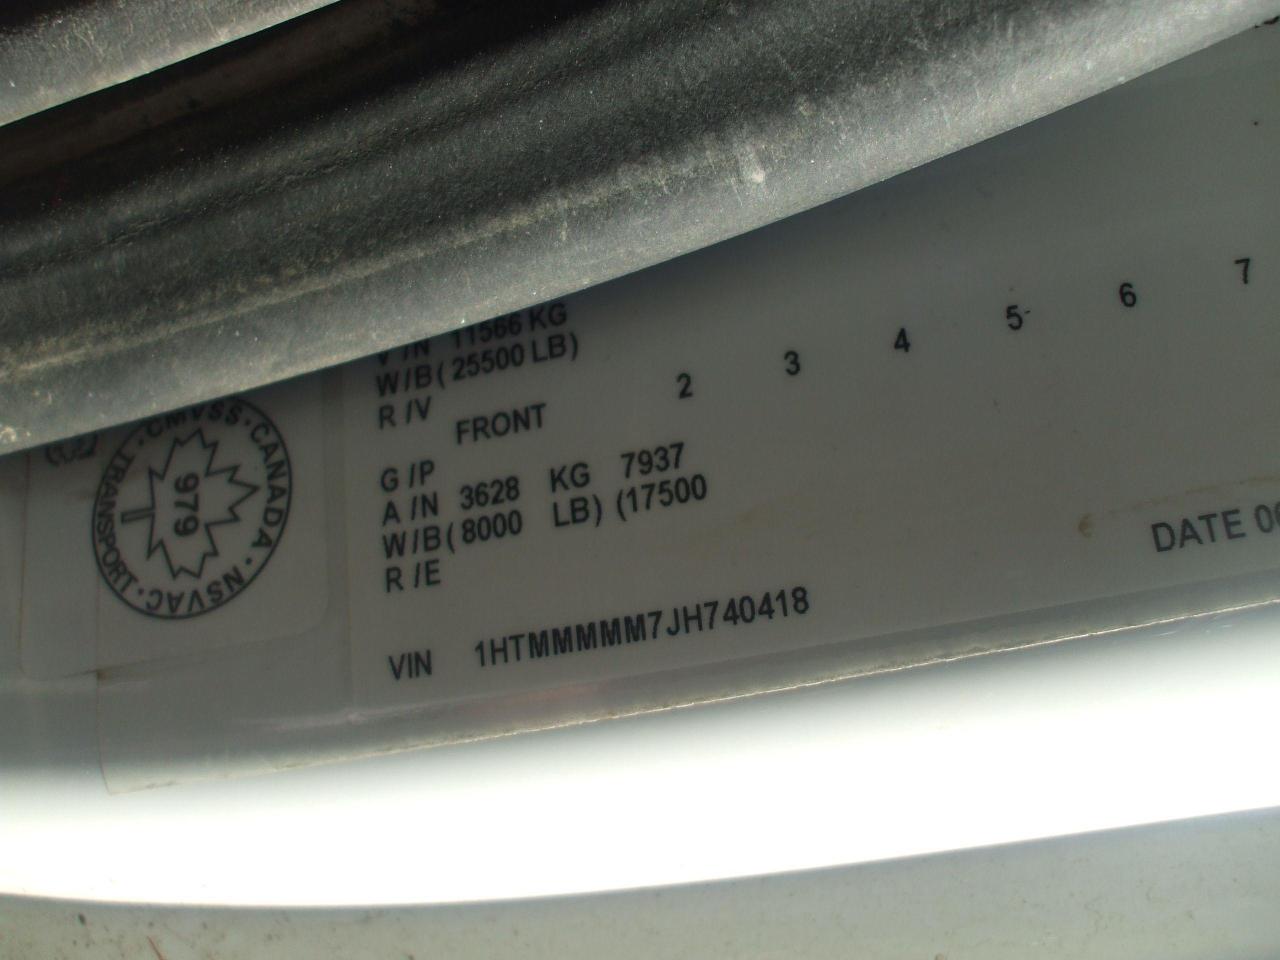 V /N 11566 KG
W/B ( 25500 LB)
R /V
FRONT 2 3 4 5 6 7
G /P
A /N 3628 KG 7937
W/B ( 8000 LB) (17500
R /E
VIN 1HTMMMMM7JH740418
DATE
TRANSPORT · CMVSS · CANADA · NSVAC ·
979